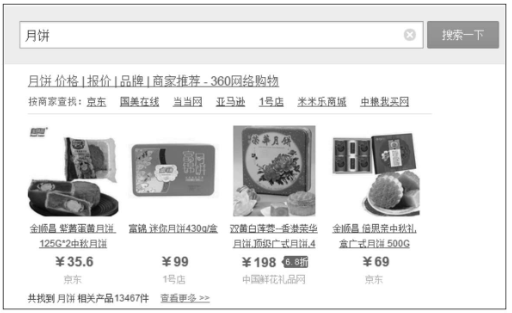 月饼
搜索一下
月饼 价格 | 报价 | 品牌 | 商家推荐 - 360网络购物
按商家查找：京东 国美在线 当当网 亚马逊 1号店 米米乐商城 中粮我买网
荣华月饼
金顺昌 紫薯蛋黄月饼
125G*2中秋月饼
￥35.6
京东
富锦 迷你月饼430g/盒
￥99
1号店
双黄白莲蓉--香港荣华
月饼,顶级广式月饼,4
￥198 6.8折
中国鲜花礼品网
金顺昌 倍思亲中秋礼
盒广式月饼 500G
￥69
京东
共找到 月饼 相关产品13467件 查看更多 >>